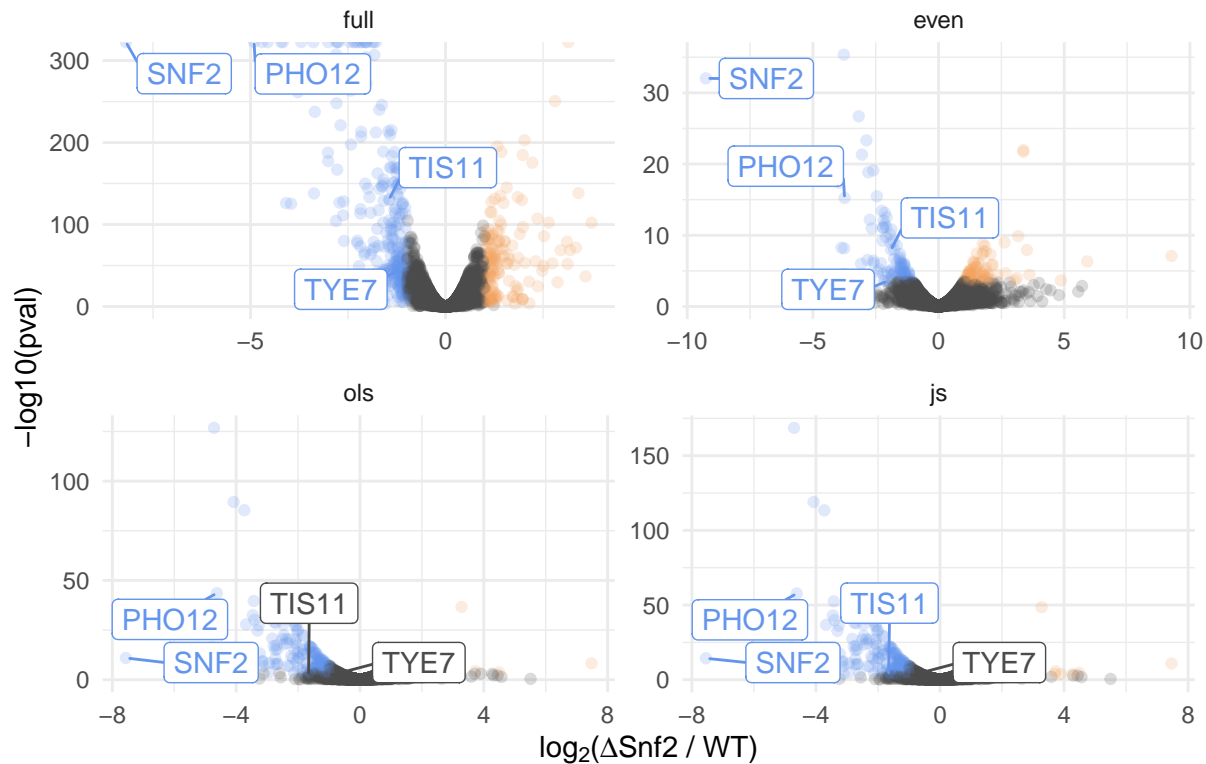 full
even
300
200
100
0
−5
0
SNF2
PHO12
TIS11
TYE7
30
20
10
0
−10
−5
0
5
10
SNF2
PHO12
TIS11
TYE7
−log10(pval)
ols
js
100
50
0
−8
−4
0
4
8
PHO12
TIS11
SNF2
TYE7
150
100
50
0
−8
−4
0
4
8
PHO12
TIS11
SNF2
TYE7
log2(ΔSnf2 / WT)